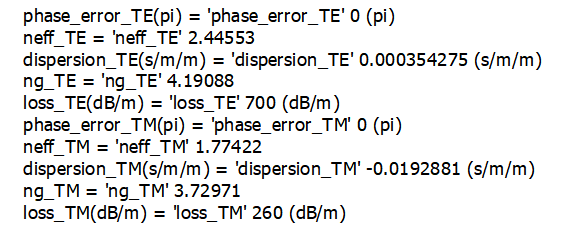 phase_error_TE(pi) = 'phase_error_TE' 0 (pi)
neff_TE = 'neff_TE' 2.44553
dispersion_TE(s/m/m) = 'dispersion_TE' 0.000354275 (s/m/m)
ng_TE = 'ng_TE' 4.19088
loss_TE(dB/m) = 'loss_TE' 700 (dB/m)
phase_error_TM(pi) = 'phase_error_TM' 0 (pi)
neff_TM = 'neff_TM' 1.77422
dispersion_TM(s/m/m) = 'dispersion_TM' -0.0192881 (s/m/m)
ng_TM = 'ng_TM' 3.72971
loss_TM(dB/m) = 'loss_TM' 260 (dB/m)